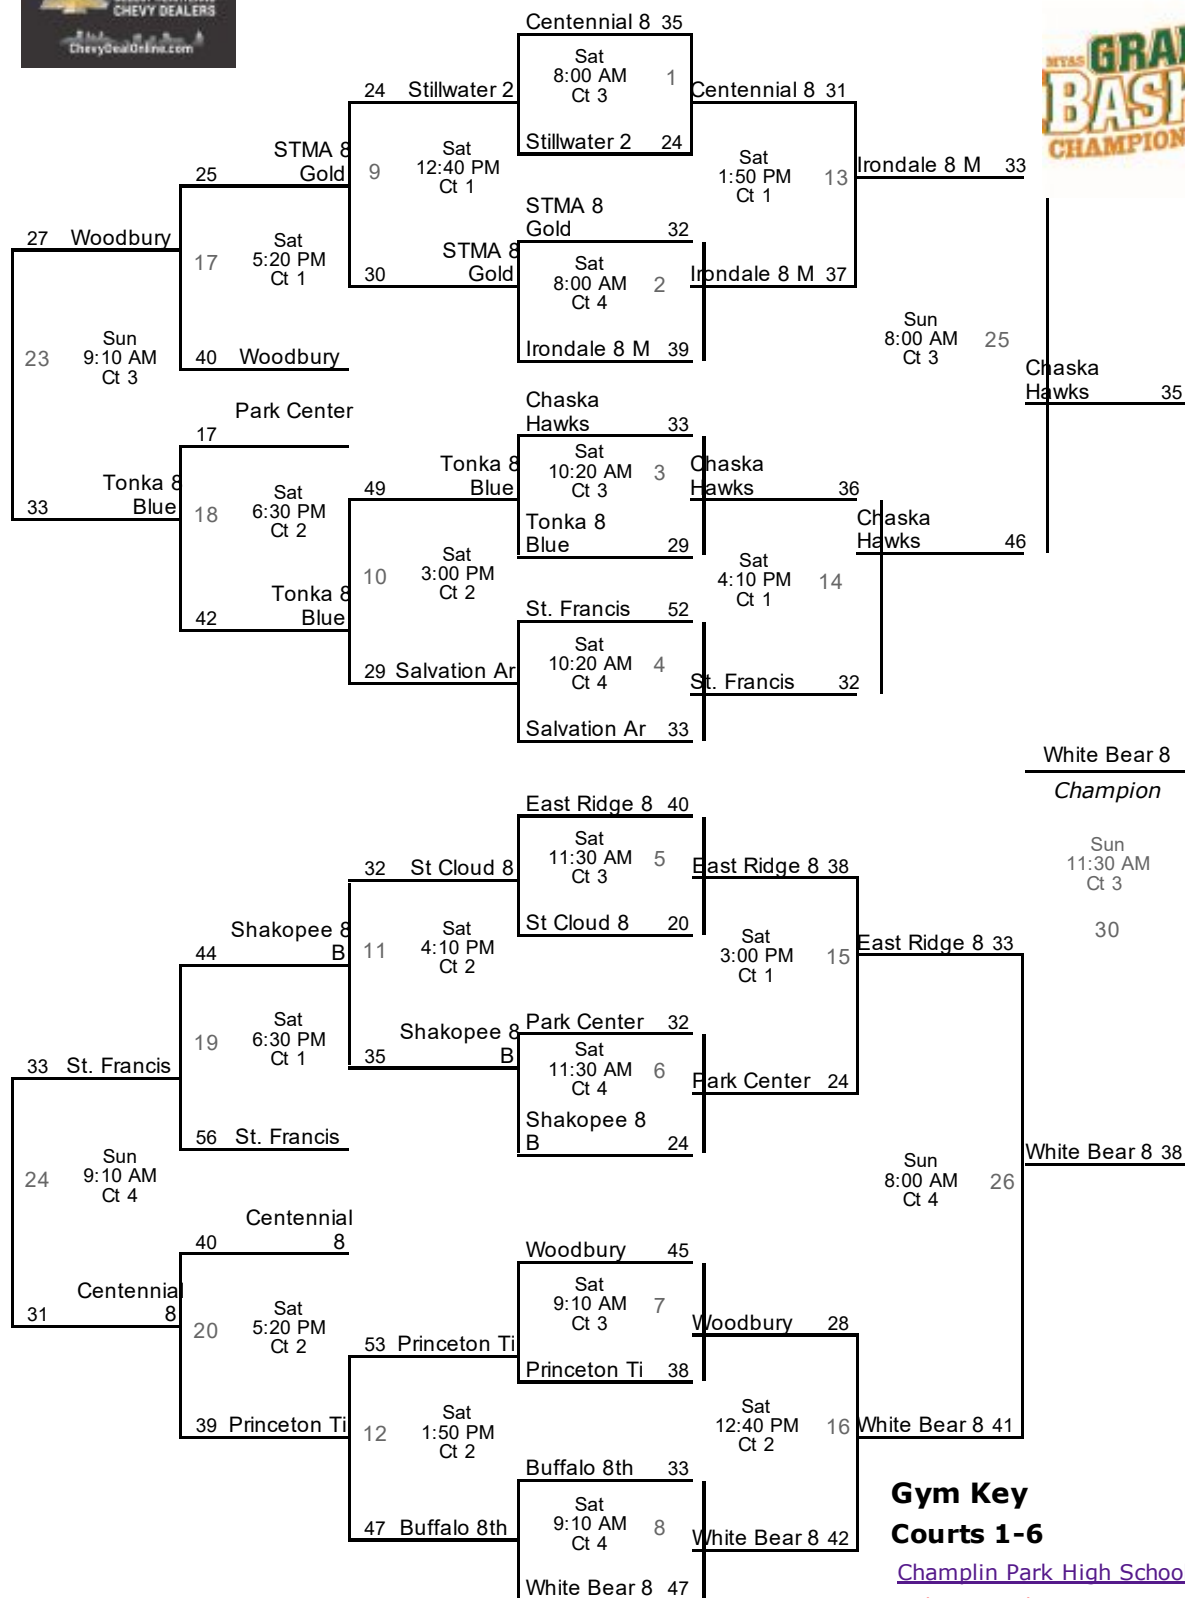 CHEVY DEALERS
ChevyDealOnline.com
MYAS GRA
BAS
CHAMPION
Centennial 8 35
Sat
8:00 AM
Ct 3
1
Stillwater 2 24
24 Stillwater 2
Centennial 8 31
STMA 8
Gold
25
9
Sat
12:40 PM
Ct 1
Sat
1:50 PM
Ct 1
13
Irondale 8 M 33
STMA 8
Gold 32
27 Woodbury
17
Sat
5:20 PM
Ct 1
STMA 8
Gold
30
Sat
8:00 AM
Ct 4
2
Irondale 8 M 37
Irondale 8 M 39
23
Sun
9:10 AM
Ct 3
40 Woodbury
Sun
8:00 AM
Ct 3
25
Chaska
Hawks 35
Park Center
17
Chaska
Hawks 33
Tonka 8
Blue
33
18
Sat
6:30 PM
Ct 2
Tonka 8
Blue
49
Sat
10:20 AM
Ct 3
3
Chaska
Hawks 36
Tonka 8
Blue 29
Chaska
Hawks 46
10
Sat
3:00 PM
Ct 2
Sat
4:10 PM
Ct 1
14
Tonka 8
Blue
42
St. Francis 52
29 Salvation Ar
Sat
10:20 AM
Ct 4
4
St. Francis 32
Salvation Ar 33
White Bear 8
Champion
Sun
11:30 AM
Ct 3
30
East Ridge 8 40
32 St Cloud 8
Sat
11:30 AM
Ct 3
5
East Ridge 8 38
St Cloud 8 20
Shakopee 8
B
44
11
Sat
4:10 PM
Ct 2
Sat
3:00 PM
Ct 1
15
East Ridge 8 33
Park Center 32
19
Sat
6:30 PM
Ct 1
Shakopee 8
B
35
Sat
11:30 AM
Ct 4
6
Park Center 24
33 St. Francis
Shakopee 8
B 24
56 St. Francis
24
Sun
9:10 AM
Ct 4
Sun
8:00 AM
Ct 4
26
White Bear 8 38
Centennial
8
40
Woodbury 45
Centennial
8
31
20
Sat
5:20 PM
Ct 2
Sat
9:10 AM
Ct 3
7
Woodbury 28
53 Princeton Ti
Princeton Ti 38
39 Princeton Ti
12
Sat
1:50 PM
Ct 2
Sat
12:40 PM
Ct 2
16
White Bear 8 41
Buffalo 8th 33
47 Buffalo 8th
Sat
9:10 AM
Ct 4
8
White Bear 8 42
White Bear 8 47
Gym Key
Courts 1-6
Champlin Park High Schoo